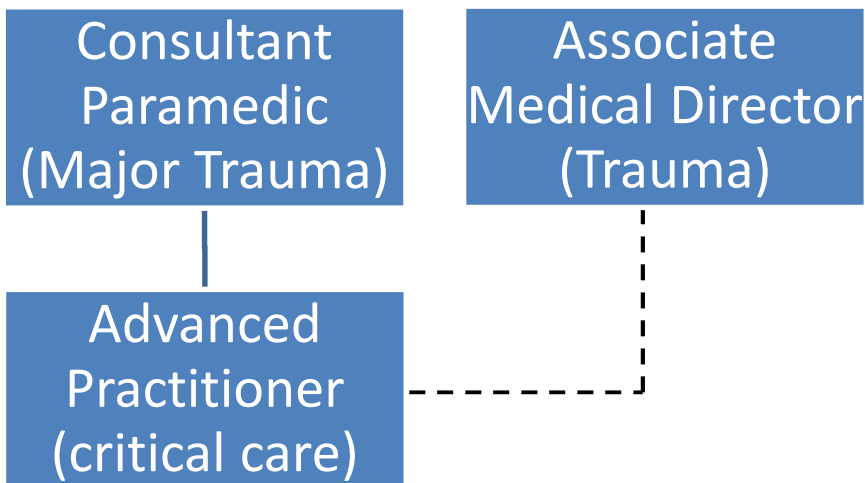 Consultant
Paramedic
(Major Trauma)
Associate
Medical Director
(Trauma)
Advanced
Practitioner
(critical care)